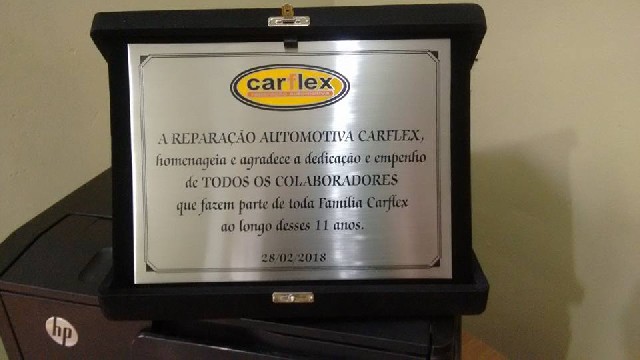 carflex
A REPARAÇÃO AUTOMOTIVA CARFLEX,
homenageia e agradece a dedicação e empenho
de TODOS OS COLABORADORES
que fazem parte de toda Família Carflex
ao longo desses 11 anos.
28/02/2018
hp